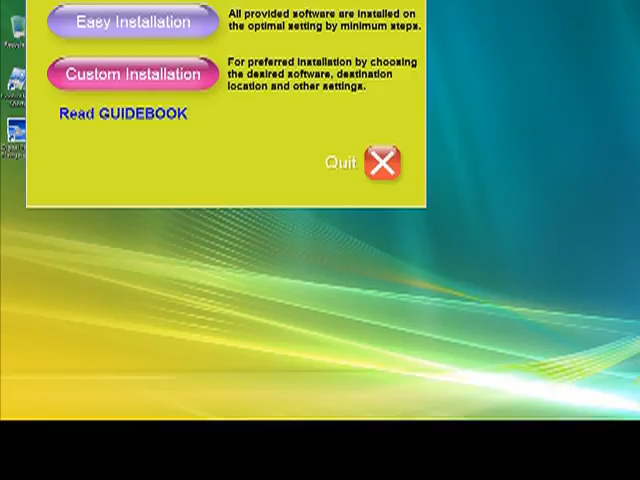 Easy Installation
All provided software are installed on
the optimal setting by minimum steps.
Custom Installation
For preferred installation by choosing
the desired software, destination
location and other settings.
Read GUIDEBOOK
Quit